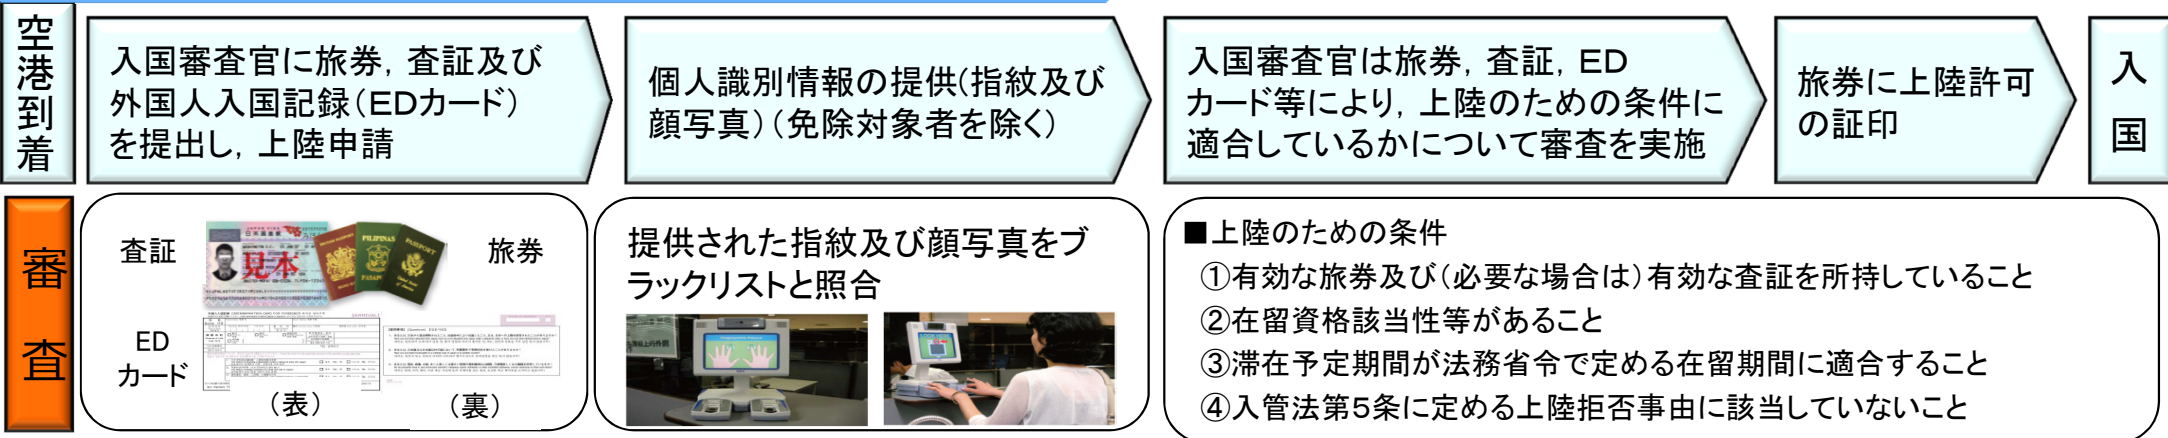 空港到着
入国審査官に旅券，査証及び
外国人入国記録（EDカード）
を提出し，上陸申請
個人識別情報の提供（指紋及び
顔写真）（免除対象者を除く）
入国審査官は旅券，査証，ED
カード等により，上陸のための条件に
適合しているかについて審査を実施
旅券に上陸許可
の証印
入国
審査
査証
見本
PILIPINAS
PASSPORT
旅券
ED
カード
（表）
（裏）
提供された指紋及び顔写真をブ
ラックリストと照合
■上陸のための条件
①有効な旅券及び（必要な場合は）有効な査証を所持していること
②在留資格該当性等があること
③滞在予定期間が法務省令で定める在留期間に適合すること
④入管法第５条に定める上陸拒否事由に該当していないこと